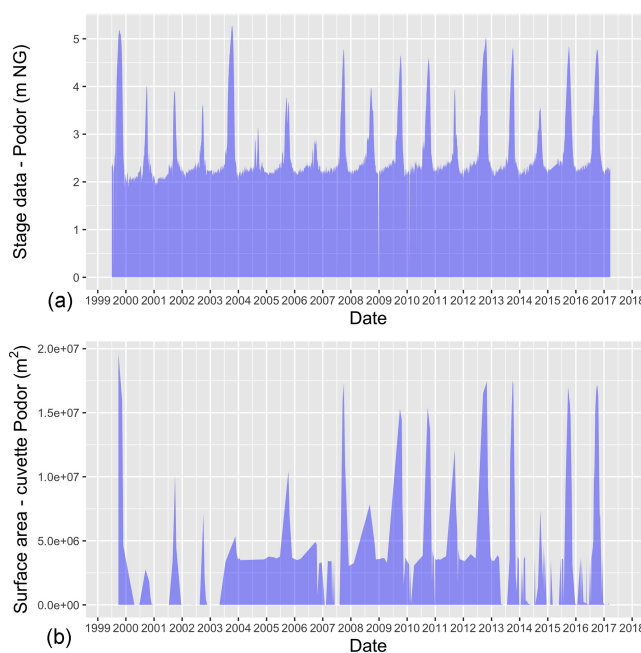 Stage data - Podor (m NG)
5
4
3
2
1
0
(a)
1999 2000 2001 2002 2003 2004 2005 2006 2007 2008 2009 2010 2011 2012 2013 2014 2015 2016 2017 2018
Date
Surface area - cuvette Podor (m²)
2.0e+07
1.5e+07
1.0e+07
5.0e+06
0.0e+00
1999 2000 2001 2002 2003 2004 2005 2006 2007 2008 2009 2010 2011 2012 2013 2014 2015 2016 2017 2018
(b)
Date